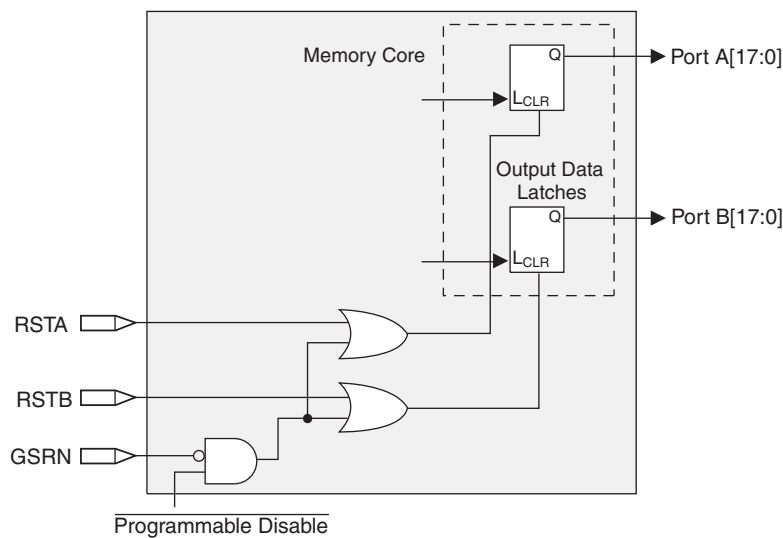 Memory Core
Q
Port A[17:0]
LCLR
Output Data
Latches
Q
Port B[17:0]
LCLR
RSTA
RSTB
GSRN
Programmable Disable